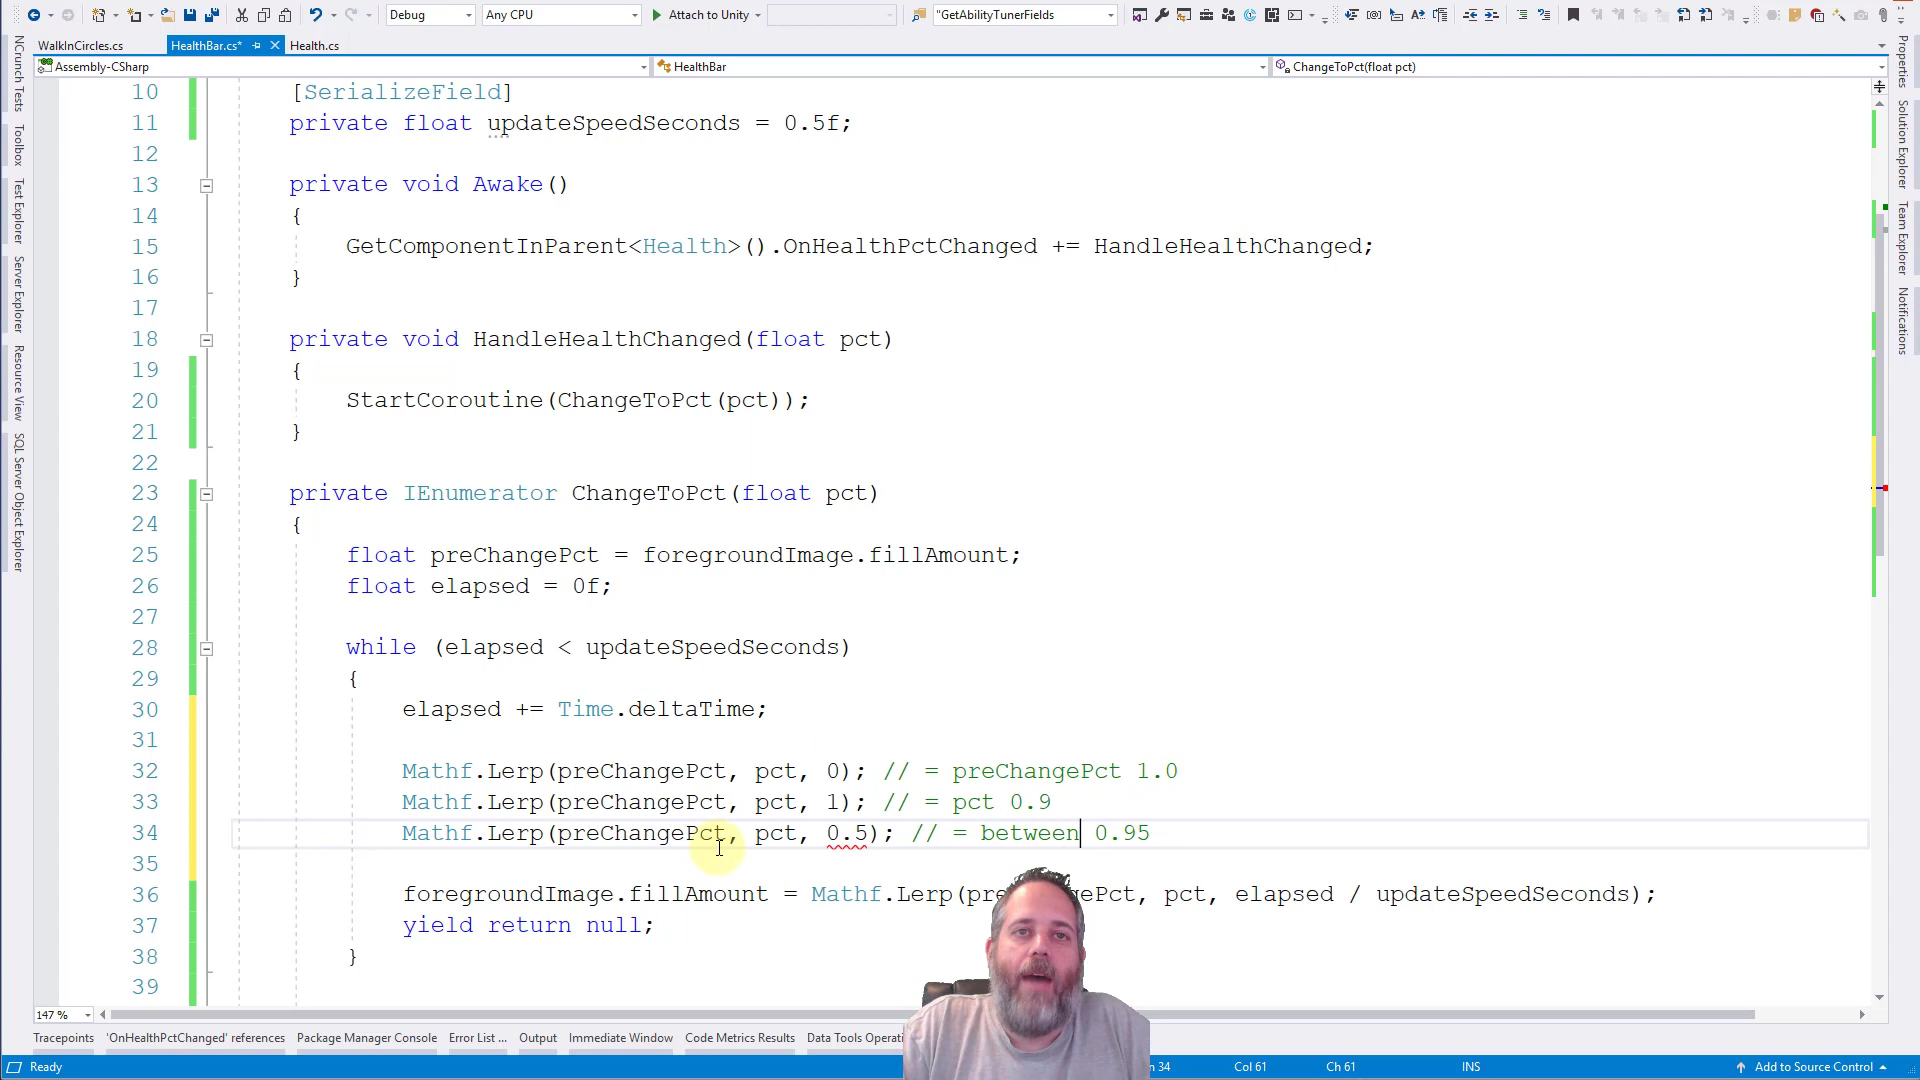 Debug
Any CPU
Attach to Unity
"GetAbilityTunerFields
WalkInCircles.cs
HealthBar.cs*
Health.cs
Assembly-CSharp
HealthBar
ChangeToPct(float pct)
NCrunch Tests
Toolbox
Test Explorer
Server Explorer
Resource View
SQL Server Object Explorer
10 [SerializeField]
11 private float updateSpeedSeconds = 0.5f;
12
13 private void Awake()
14 {
15 GetComponentInParent<Health>().OnHealthPctChanged += HandleHealthChanged;
16 }
17
18 private void HandleHealthChanged(float pct)
19 {
20 StartCoroutine(ChangeToPct(pct));
21 }
22
23 private IEnumerator ChangeToPct(float pct)
24 {
25 float preChangePct = foregroundImage.fillAmount;
26 float elapsed = 0f;
27
28 while (elapsed < updateSpeedSeconds)
29 {
30 elapsed += Time.deltaTime;
31
32 Mathf.Lerp(preChangePct, pct, 0); // = preChangePct 1.0
33 Mathf.Lerp(preChangePct, pct, 1); // = pct 0.9
34 Mathf.Lerp(preChangePct, pct, 0.5); // = between 0.95
35
36 foregroundImage.fillAmount = Mathf.Lerp( pct, elapsed / updateSpeedSeconds);
37 yield return null;
38 }
39
Properties
Solution Explorer
Team Explorer
Notifications
147 %
Tracepoints
'OnHealthPctChanged' references
Package Manager Console
Error List ...
Output
Immediate Window
Code Metrics Results
Data Tools
Ready
34
Col 61
Ch 61
INS
Add to Source Control